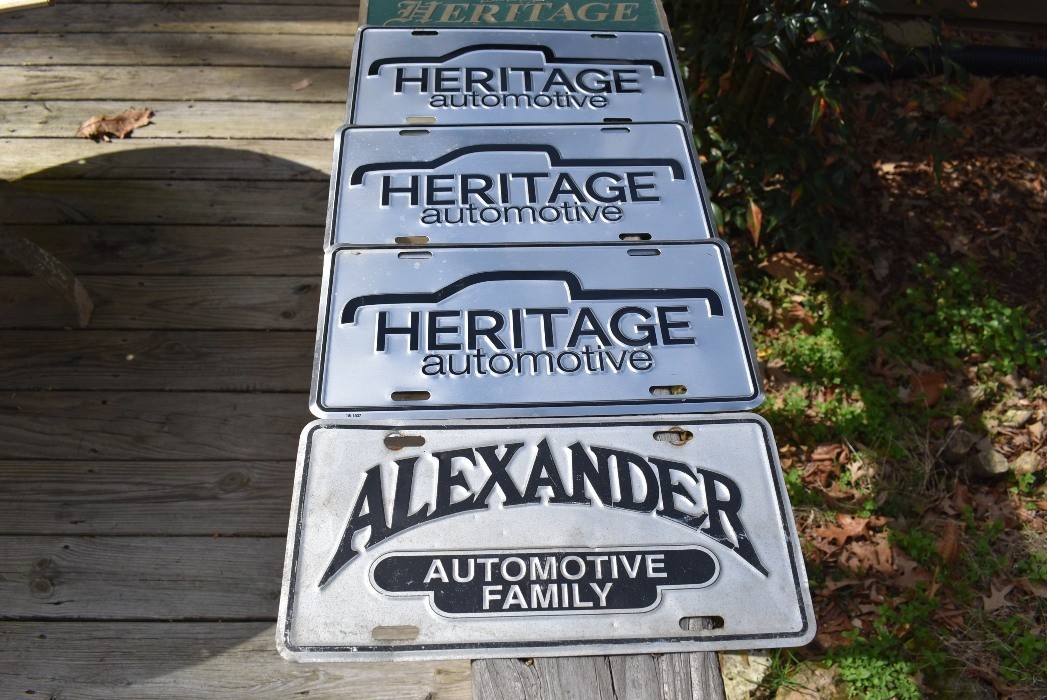 HERITAGE
HERITAGE
automotive
HERITAGE
automotive
HERITAGE
automotive
ALEXANDER
AUTOMOTIVE
FAMILY